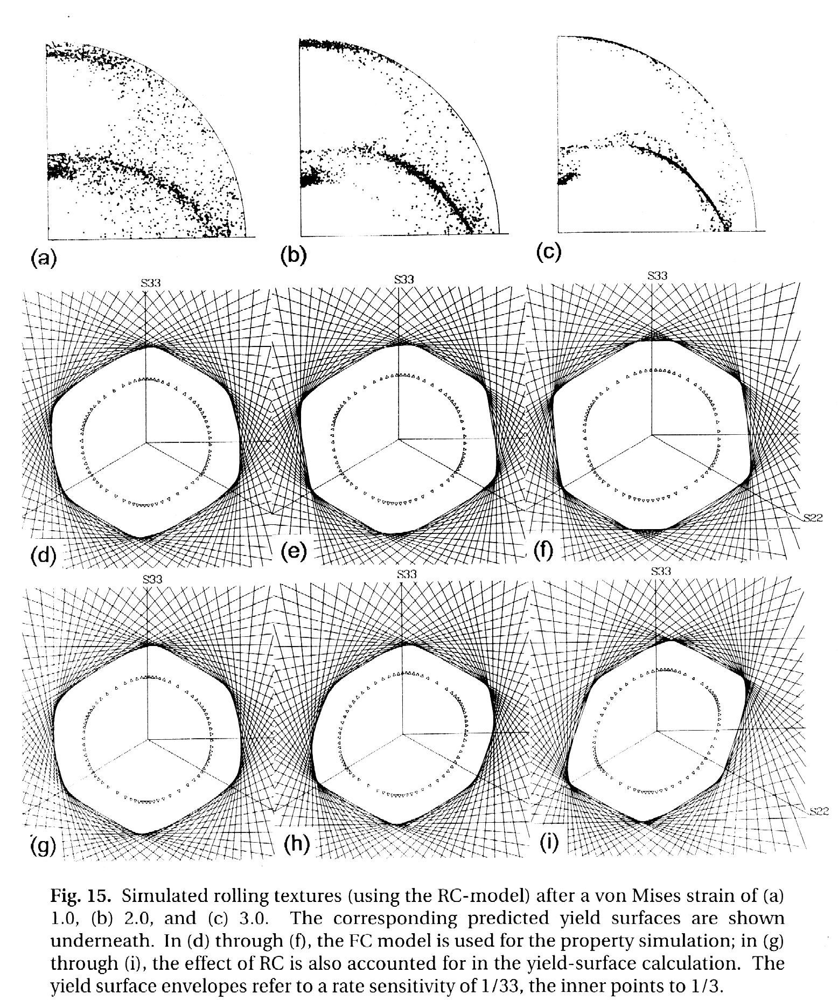 (a)
(b)
(c)
S33
S33
S33
S22
(d)
(e)
(f)
S33
S33
S33
S22
(g)
(h)
(i)
Fig. 15. Simulated rolling textures (using the RC-model) after a von Mises strain of (a)
1.0, (b) 2.0, and (c) 3.0. The corresponding predicted yield surfaces are shown
underneath. In (d) through (f), the FC model is used for the property simulation; in (g)
through (i), the effect of RC is also accounted for in the yield-surface calculation. The
yield surface envelopes refer to a rate sensitivity of 1/33, the inner points to 1/3.